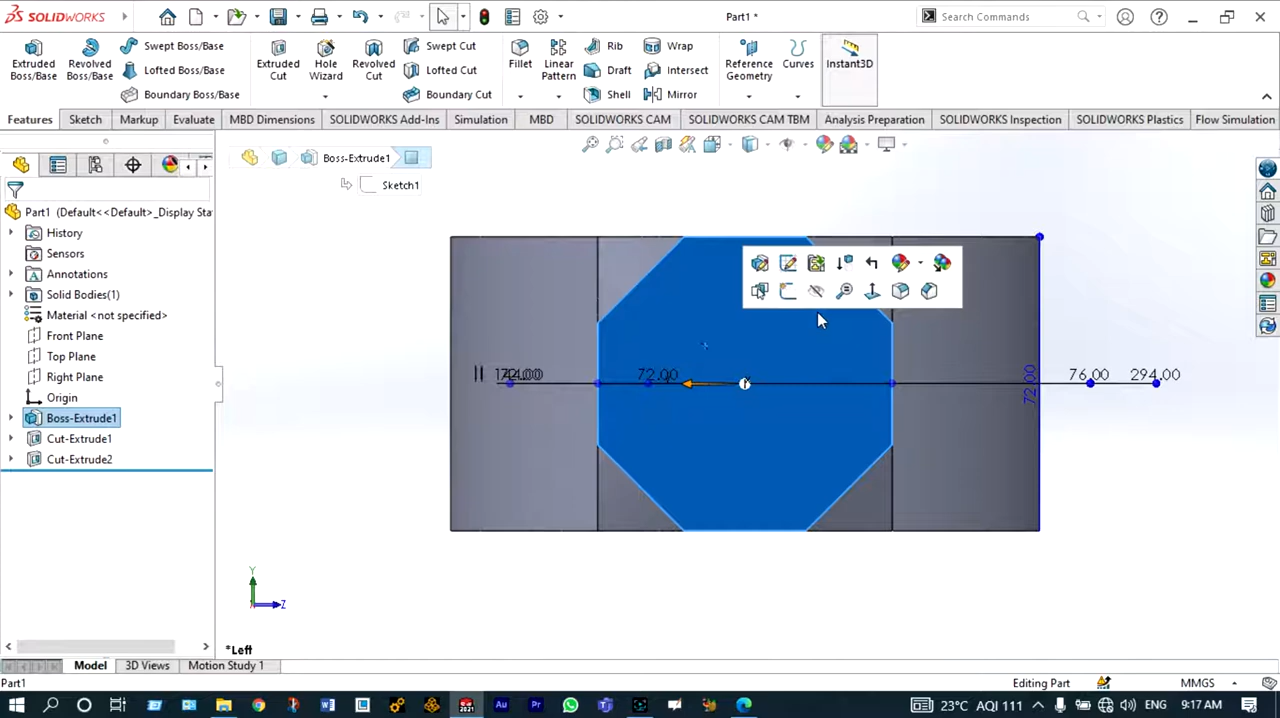 SOLIDWORKS
Part1 *
Search Commands
Extruded Boss/Base
Revolved Boss/Base
Swept Boss/Base
Lofted Boss/Base
Boundary Boss/Base
Extruded Cut
Hole Wizard
Revolved Cut
Swept Cut
Lofted Cut
Boundary Cut
Fillet
Linear Pattern
Rib
Draft
Shell
Wrap
Intersect
Mirror
Reference Geometry
Curves
Instant3D
Features Sketch Markup Evaluate MBD Dimensions SOLIDWORKS Add-Ins Simulation MBD SOLIDWORKS CAM SOLIDWORKS CAM TBM Analysis Preparation SOLIDWORKS Inspection SOLIDWORKS Plastics Flow Simulation
Boss-Extrude1
Sketch1
Part1 (Default<<Default>_Display Sta
History
Sensors
Annotations
Solid Bodies(1)
Material <not specified>
Front Plane
Top Plane
Right Plane
Origin
Boss-Extrude1
Cut-Extrude1
Cut-Extrude2
72.00
72.00
76.00
294.00
Y
Z
*Left
Model 3D Views Motion Study 1
Part1
Editing Part
MMGS
23°C AQI 111
ENG
9:17 AM